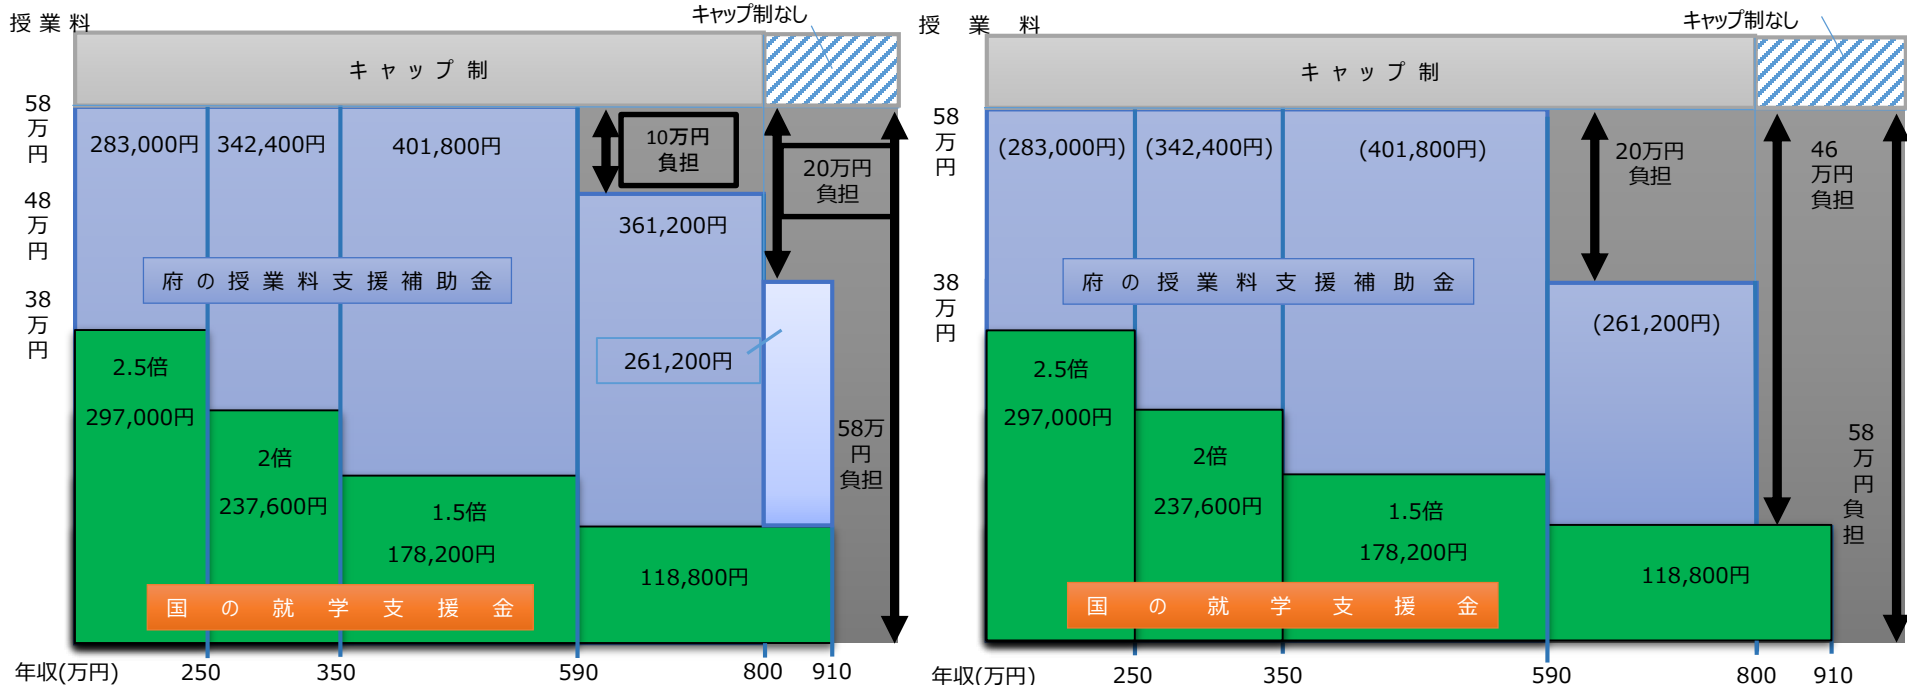 授業料
キャップ制なし
キャップ制
58
万
円
283,000円
342,400円
401,800円
10万円
負担
20万円
負担
48
万
円
361,200円
府の授業料支援補助金
38
万
円
261,200円
2.5倍
297,000円
2倍
237,600円
1.5倍
178,200円
118,800円
58万
円
負担
国の就学支援金
年収(万円)
250
350
590
800
910
授業料
キャップ制なし
キャップ制
58
万
円
(283,000円)
(342,400円)
(401,800円)
20万円
負担
46
万円
負担
府の授業料支援補助金
38
万
円
(261,200円)
2.5倍
297,000円
2倍
237,600円
1.5倍
178,200円
118,800円
58
万
円
負
担
国の就学支援金
年収(万円)
250
350
590
800
910